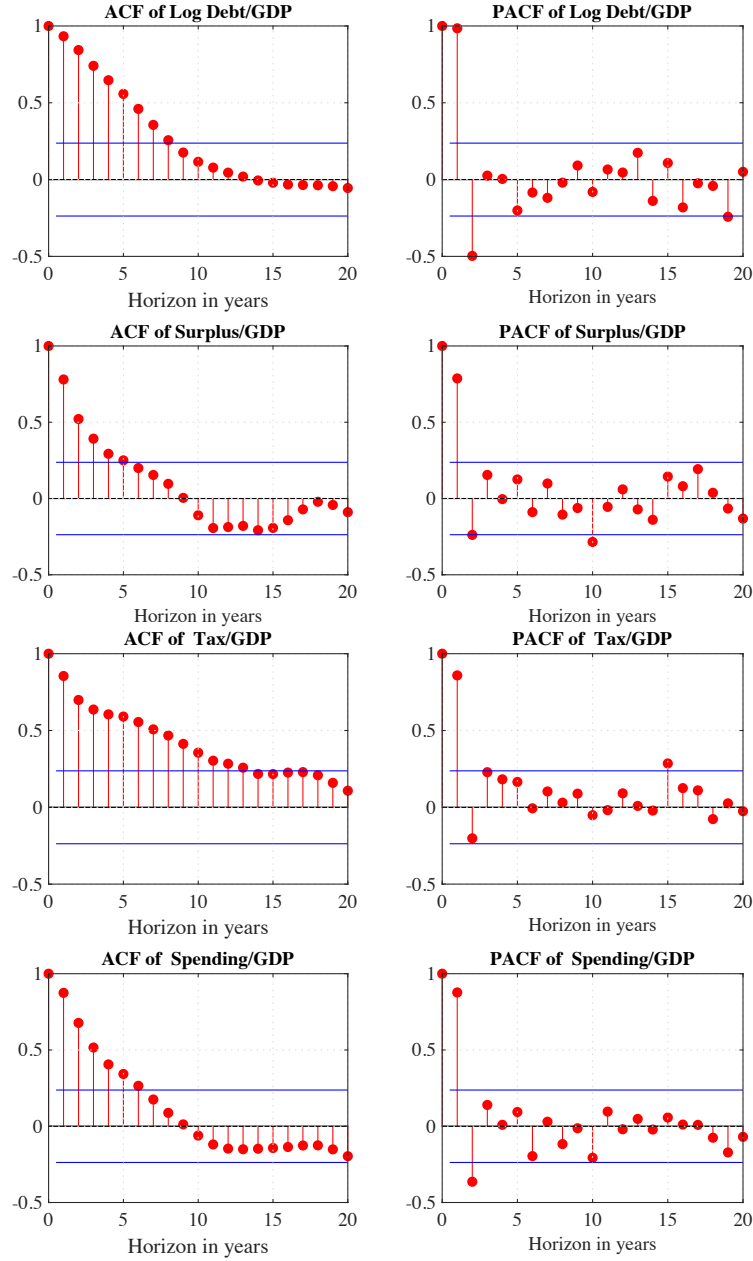 ACF of Log Debt/GDP
1
0.5
0
-0.5
0 5 10 15 20
Horizon in years
PACF of Log Debt/GDP
1
0.5
0
-0.5
0 5 10 15 20
Horizon in years
ACF of Surplus/GDP
1
0.5
0
-0.5
0 5 10 15 20
Horizon in years
PACF of Surplus/GDP
1
0.5
0
-0.5
0 5 10 15 20
Horizon in years
ACF of Tax/GDP
1
0.5
0
-0.5
0 5 10 15 20
Horizon in years
PACF of Tax/GDP
1
0.5
0
-0.5
0 5 10 15 20
Horizon in years
ACF of Spending/GDP
1
0.5
0
-0.5
0 5 10 15 20
Horizon in years
PACF of Spending/GDP
1
0.5
0
-0.5
0 5 10 15 20
Horizon in years